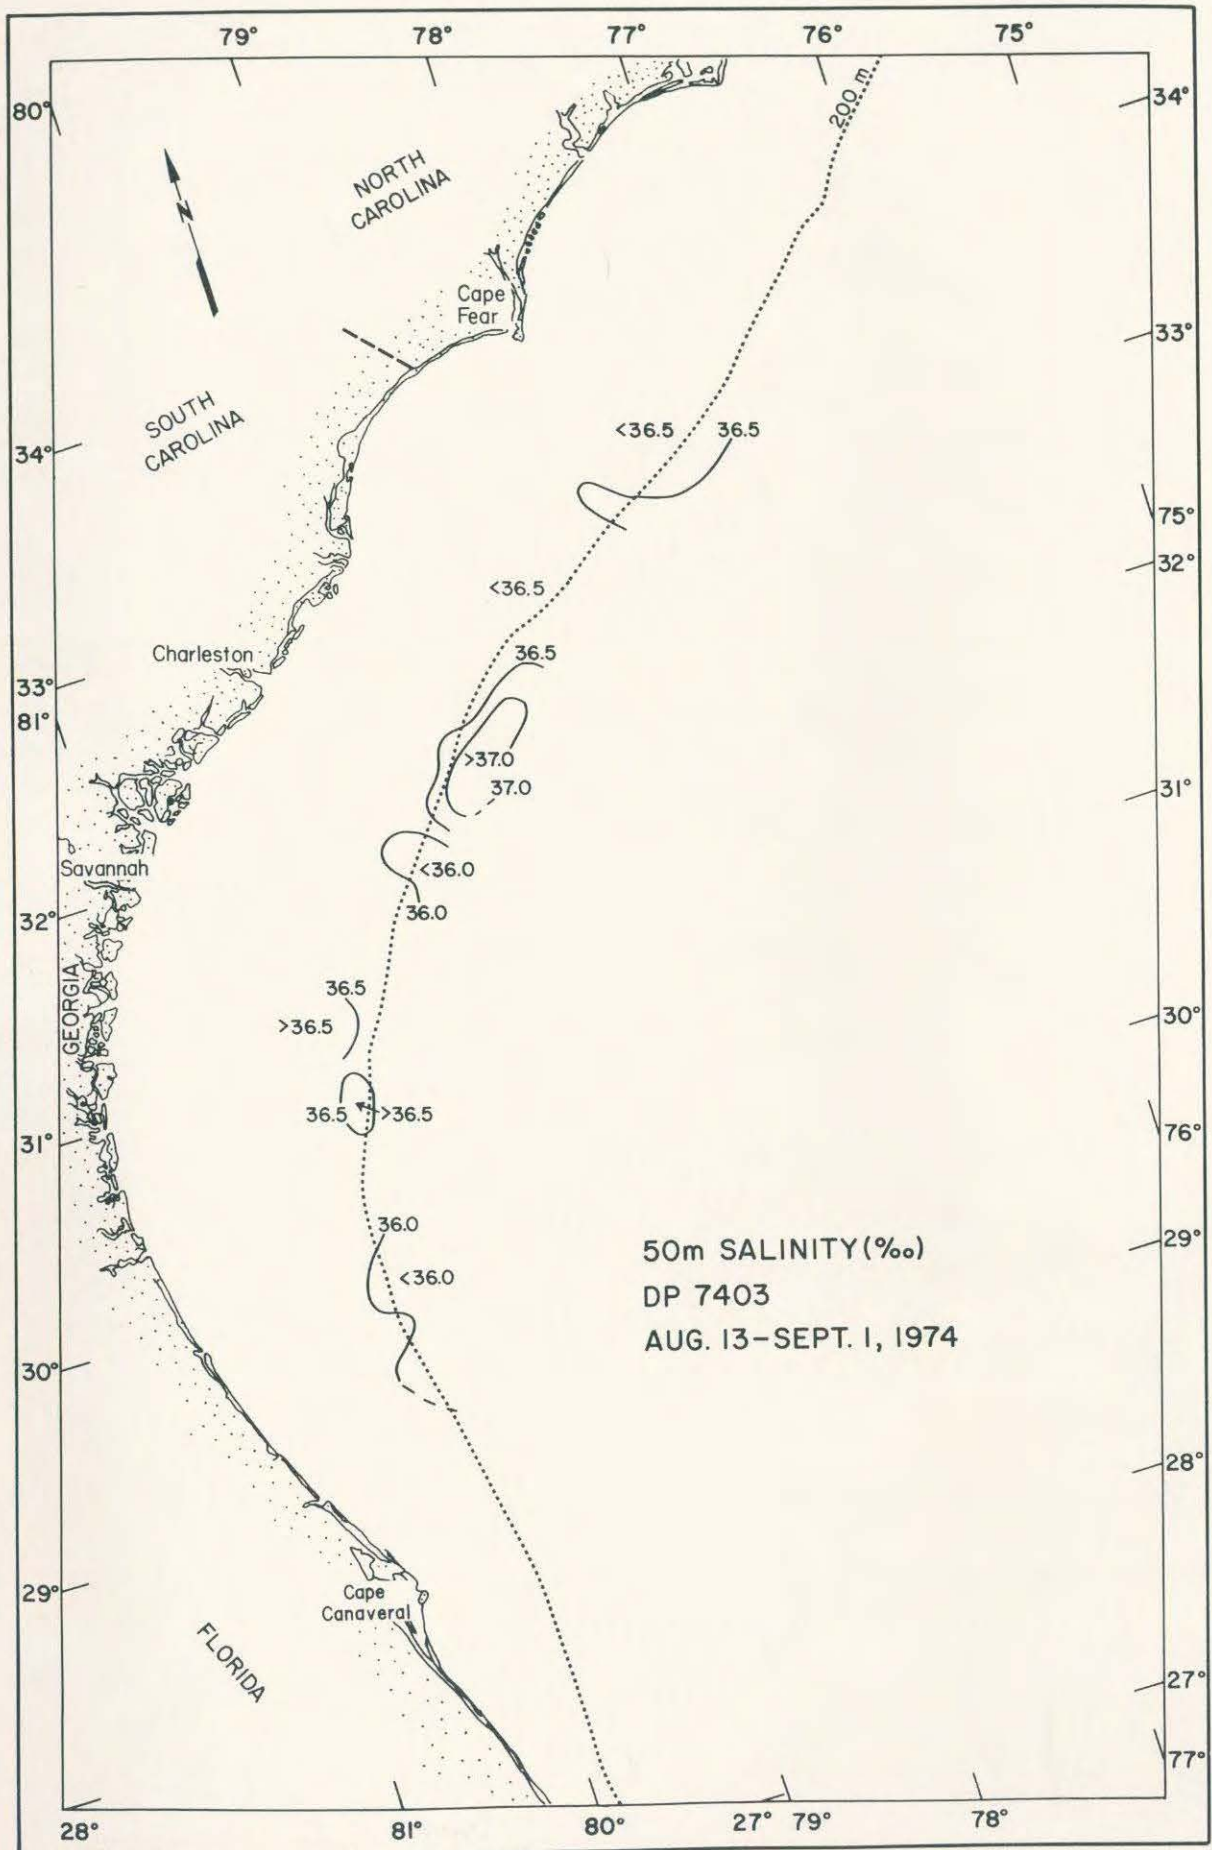 79°
78°
77°
76°
75°
80°
200 m
34°
N
NORTH
CAROLINA
Cape
Fear
33°
SOUTH
CAROLINA
34°
<36.5
36.5
75°
32°
<36.5
Charleston
36.5
33°
81°
>37.0
37.0
31°
Savannah
<36.0
36.0
32°
GEORGIA
36.5
>36.5
30°
36.5
>36.5
31°
76°
36.0
29°
<36.0
50m SALINITY (‰)
DP 7403
AUG. 13-SEPT. 1, 1974
30°
28°
29°
Cape
Canaveral
FLORIDA
27°
77°
28°
81°
80°
27°
79°
78°